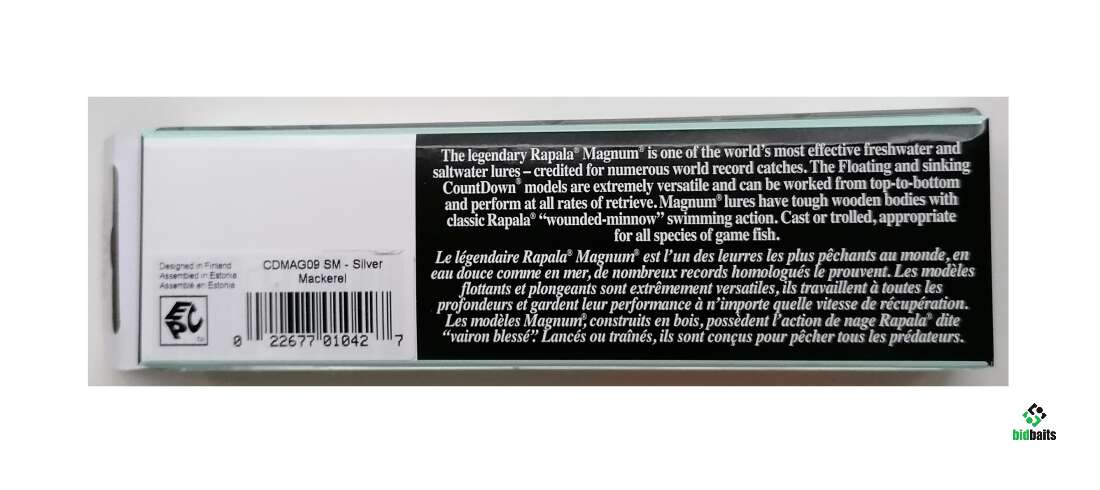 The legendary Rapala® Magnum® is one of the world's most effective freshwater and
saltwater lures – credited for numerous world record catches. The Floating and sinking
CountDown® models are extremely versatile and can be worked from top-to-bottom
and perform at all rates of retrieve. Magnum® lures have tough wooden bodies with
classic Rapala® “wounded-minnow” swimming action. Cast or trolled, appropriate
for all species of game fish.
Le légendaire Rapala® Magnum® est l'un des leurres les plus pêchants au monde, en
eau douce comme en mer, de nombreux records homologués le prouvent. Les modèles
flottants et plongeants sont extrêmement versatiles, ils travaillent à toutes les
profondeurs et gardent leur performance à n'importe quelle vitesse de récupération.
Les modèles Magnum®, construits en bois, possèdent l'action de nage Rapala® dite
“vairon blessé”. Lancés ou traînés, ils sont conçus pour pêcher tous les prédateurs.
Designed in Finland
Assembled in Estonia
Assemblé en Estonie
CDMAG09 SM - Silver
Mackerel
EPC
0 22677 01042 7
bidbaits